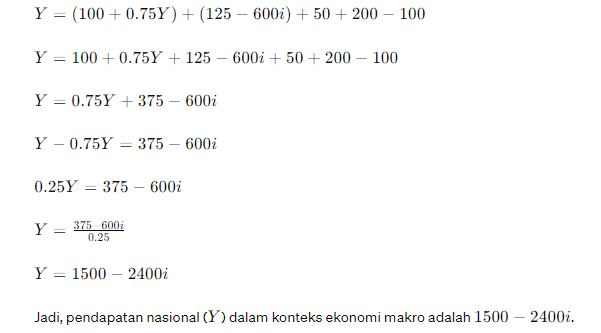 Y = (100 + 0.75Y) + (125 − 600i) + 50 + 200 − 100
Y = 100 + 0.75Y + 125 − 600i + 50 + 200 − 100
Y = 0.75Y + 375 − 600i
Y − 0.75Y = 375 − 600i
0.25Y = 375 − 600i
Y = 375 600i / 0.25
Y = 1500 − 2400i
Jadi, pendapatan nasional (Y) dalam konteks ekonomi makro adalah 1500 − 2400i.